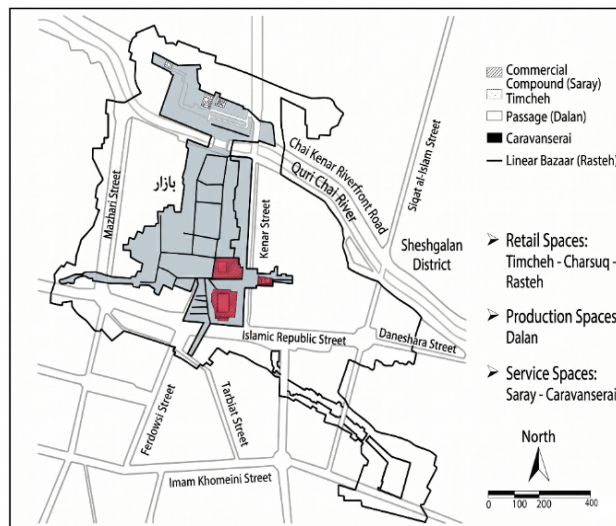 Commercial
Compound (Saray)
Timcheh
Passage (Dalan)
Caravanserai
Linear Bazaar (Rasteh)
Mazhari Street
بازار
Kenar Street
Chai Kenar Riverfront Road
Quri Chai River
Siqat al-Islam Street
Sheshgalan
District
➢ Retail Spaces:
Timcheh - Charsuq -
Rasteh
➢ Production Spaces:
Dalan
➢ Service Spaces:
Saray - Caravanserai
Islamic Republic Street
Daneshara Street
Ferdowsi Street
Tarbiat Street
Imam Khomeini Street
North
0 100 200 400